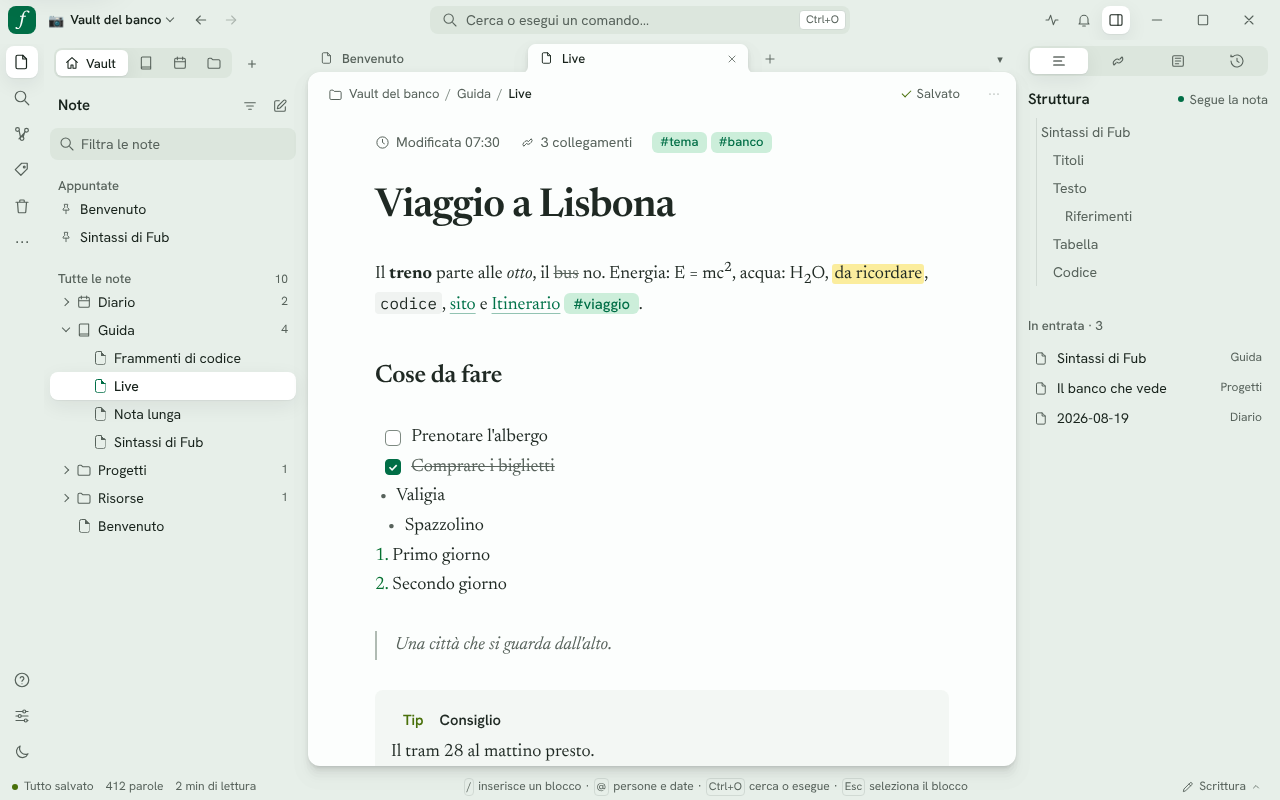 f Vault del banco
Cerca o esegui un comando... Ctrl+O
Vault
Note
Filtra le note
Appuntate
Benvenuto
Sintassi di Fub
Tutte le note 10
Diario 2
Guida 4
Frammenti di codice
Live
Nota lunga
Sintassi di Fub
Progetti 1
Risorse 1
Benvenuto
Benvenuto Live
Vault del banco / Guida / Live Salvato
Modificata 07:30 3 collegamenti #tema #banco
Viaggio a Lisbona
Il treno parte alle otto, il bus no. Energia: E = mc², acqua: H₂O, da ricordare,
codice, sito e Itinerario #viaggio.
Cose da fare
Prenotare l'albergo
Comprare i biglietti
• Valigia
• Spazzolino
1. Primo giorno
2. Secondo giorno
Una città che si guarda dall'alto.
Tip Consiglio
Il tram 28 al mattino presto.
Struttura Segue la nota
Sintassi di Fub
Titoli
Testo
Riferimenti
Tabella
Codice
In entrata · 3
Sintassi di Fub Guida
Il banco che vede Progetti
2026-08-19 Diario
Tutto salvato 412 parole 2 min di lettura
/ inserisce un blocco · @ persone e date · Ctrl+O cerca o esegue · Esc seleziona il blocco
Scrittura